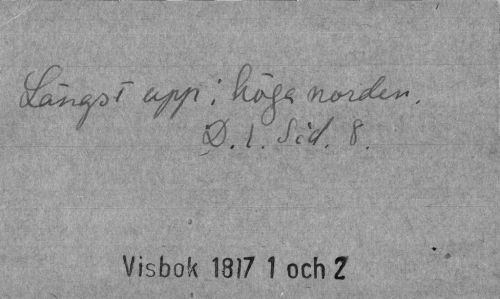 Längst upp i höga norden.
D. 1. Sid. 8.
Visbok 1817 1 och 2